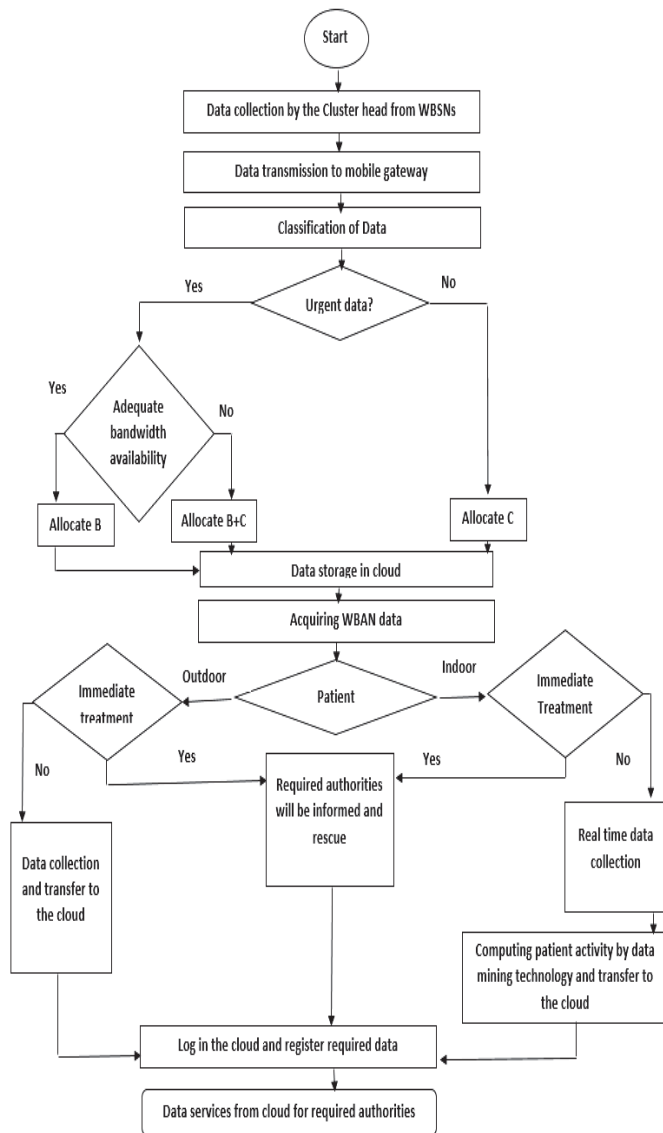 Start
Data collection by the Cluster head from WBSNs
Data transmission to mobile gateway
Classification of Data
Yes
No
Urgent data?
Yes
Adequate
bandwidth
availability
No
Allocate B
Allocate B+C
Allocate C
Data storage in cloud
Acquiring WBAN data
Outdoor
Indoor
Immediate
treatment
Patient
Immediate
Treatment
No
Yes
Required authorities
will be informed and
rescue
Yes
No
Data collection
and transfer to
the cloud
Real time data
collection
Computing patient activity by data
mining technology and transfer to
the cloud
Log in the cloud and register required data
Data services from cloud for required authorities